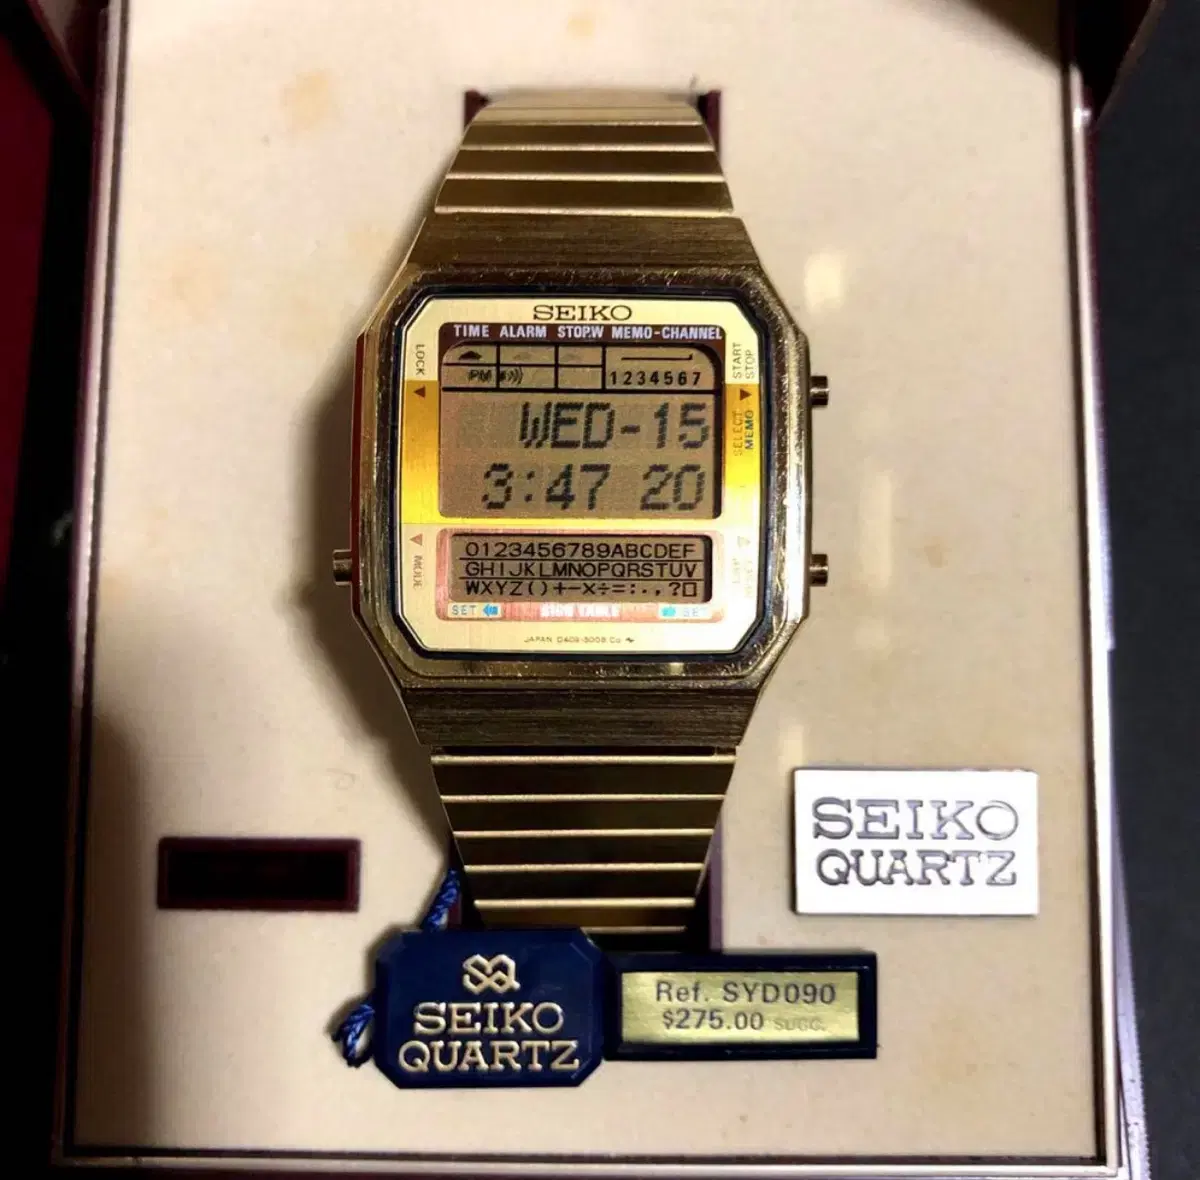 SEIKO
TIME ALARM STOP.W MEMO-CHANNEL
LOCK
START STOP
PM
1234567
SELECT MEMO
WED-15
3:47 20
0123456789ABCDEF
GHIJKLMNOPQRSTUV
WXYZ()+-×÷=:.,?□
MODE
SET SIGN TABLE SET
SEIKO
QUARTZ
SEIKO
QUARTZ
Ref. SYD090
$275.00 SUGG.